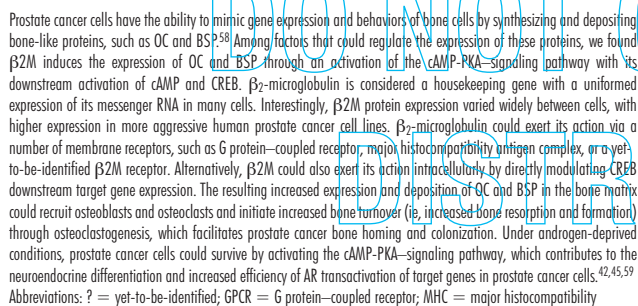 Prostate cancer cells have the ability to mimic gene expression and behaviors of bone cells by synthesizing and depositing
bone-like proteins, such as OC and BSP.58 Among factors that could regulate the expression of these proteins, we found
β2M induces the expression of OC and BSP through an activation of the cAMP-PKA–signaling pathway with its
downstream activation of cAMP and CREB. β2-microglobulin is considered a housekeeping gene with a uniformed
expression of its messenger RNA in many cells. Interestingly, β2M protein expression varied widely between cells, with
higher expression in more aggressive human prostate cancer cell lines. β2-microglobulin could exert its action via a
number of membrane receptors, such as G protein–coupled receptor, major histocompatibility antigen complex, or a yet-
to-be-identified β2M receptor. Alternatively, β2M could also exert its action intracellularly by directly modulating CREB
downstream target gene expression. The resulting increased expression and deposition of OC and BSP in the bone matrix
could recruit osteoblasts and osteoclasts and initiate increased bone turnover (ie, increased bone resorption and formation)
through osteoclastogenesis, which facilitates prostate cancer bone homing and colonization. Under androgen-deprived
conditions, prostate cancer cells could survive by activating the cAMP-PKA–signaling pathway, which contributes to the
neuroendocrine differentiation and increased efficiency of AR transactivation of target genes in prostate cancer cells.42,45,59
Abbreviations: ? = yet-to-be-identified; GPCR = G protein–coupled receptor; MHC = major histocompatibility
DO NOT
DISTR